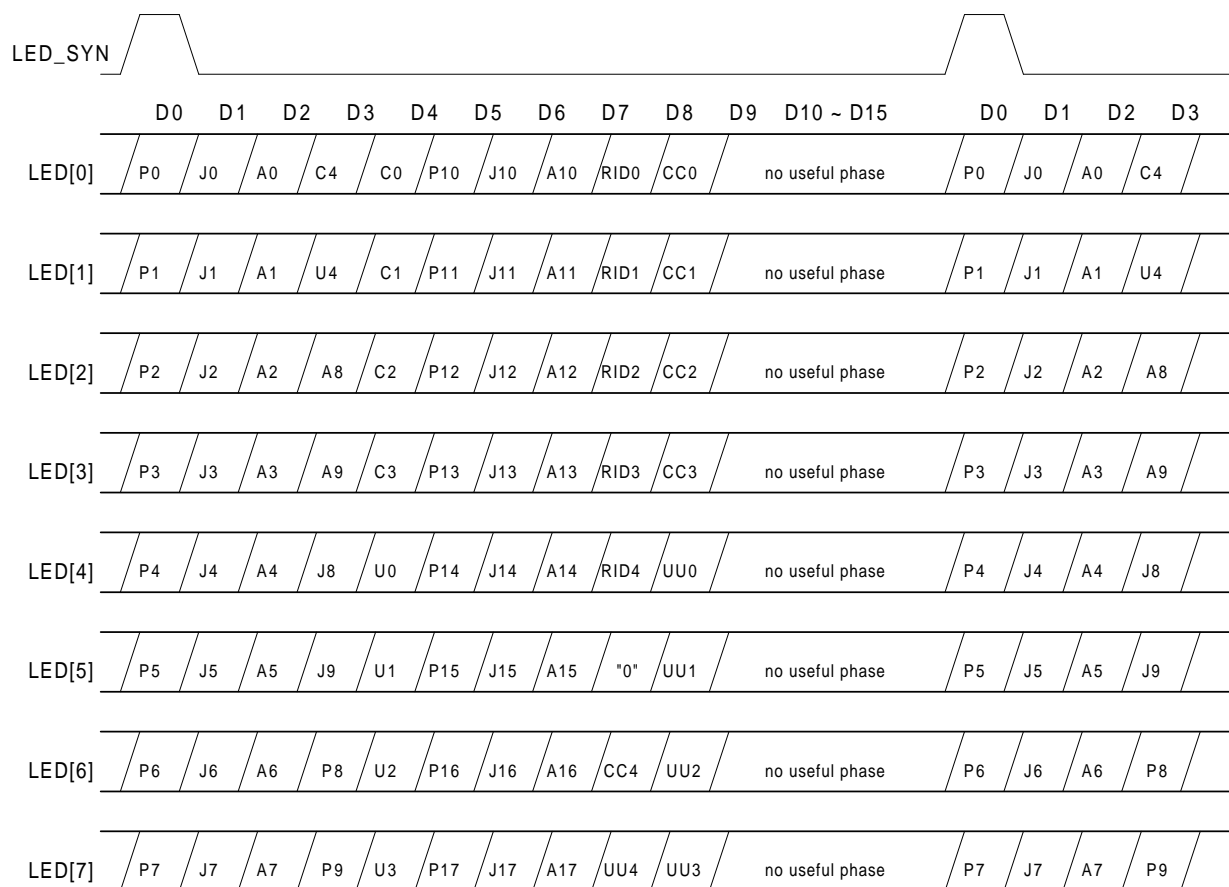 LED_SYN
D0 D1 D2 D3 D4 D5 D6 D7 D8 D9 D10 ~ D15 D0 D1 D2 D3
LED[0] P0 J0 A0 C4 C0 P10 J10 A10 RID0 CC0 no useful phase P0 J0 A0 C4
LED[1] P1 J1 A1 U4 C1 P11 J11 A11 RID1 CC1 no useful phase P1 J1 A1 U4
LED[2] P2 J2 A2 A8 C2 P12 J12 A12 RID2 CC2 no useful phase P2 J2 A2 A8
LED[3] P3 J3 A3 A9 C3 P13 J13 A13 RID3 CC3 no useful phase P3 J3 A3 A9
LED[4] P4 J4 A4 J8 U0 P14 J14 A14 RID4 UU0 no useful phase P4 J4 A4 J8
LED[5] P5 J5 A5 J9 U1 P15 J15 A15 "0" UU1 no useful phase P5 J5 A5 J9
LED[6] P6 J6 A6 P8 U2 P16 J16 A16 CC4 UU2 no useful phase P6 J6 A6 P8
LED[7] P7 J7 A7 P9 U3 P17 J17 A17 UU4 UU3 no useful phase P7 J7 A7 P9